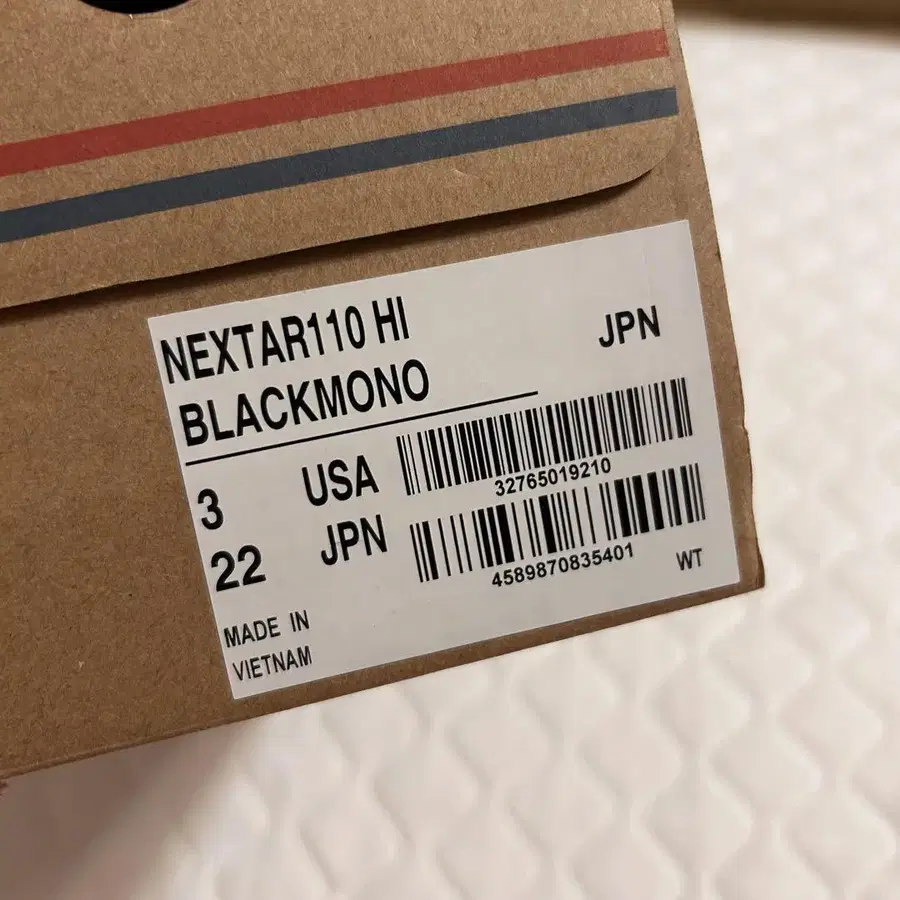 NEXTAR110 HI
JPN
BLACKMONO
3 USA
32765019210
22 JPN
4589870835401
WT
MADE IN
VIETNAM